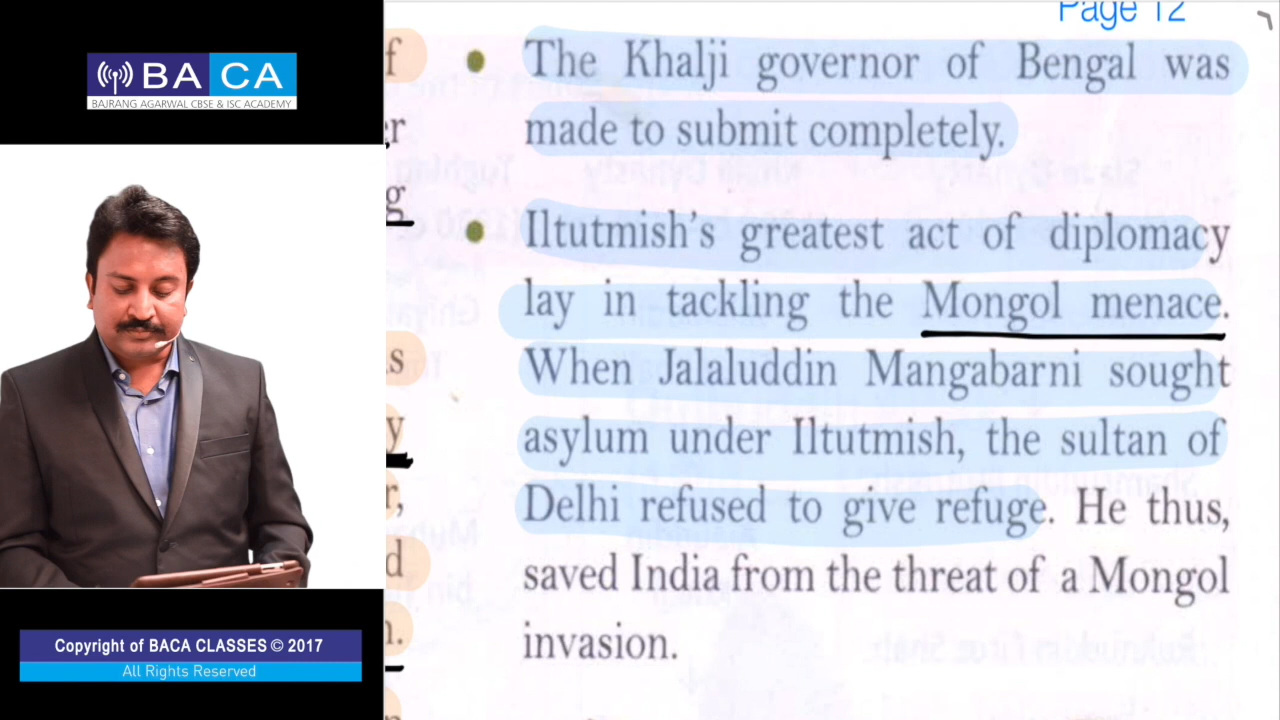 BA CA
BAJRANG AGARWAL CBSE & ISC ACADEMY
Copyright of BACA CLASSES © 2017
All Rights Reserved
Page 12
f
er
g
s
y
r,
d
n.
• The Khalji governor of Bengal was
made to submit completely.
• Iltutmish's greatest act of diplomacy
lay in tackling the Mongol menace.
When Jalaluddin Mangabarni sought
asylum under Iltutmish, the sultan of
Delhi refused to give refuge. He thus,
saved India from the threat of a Mongol
invasion.